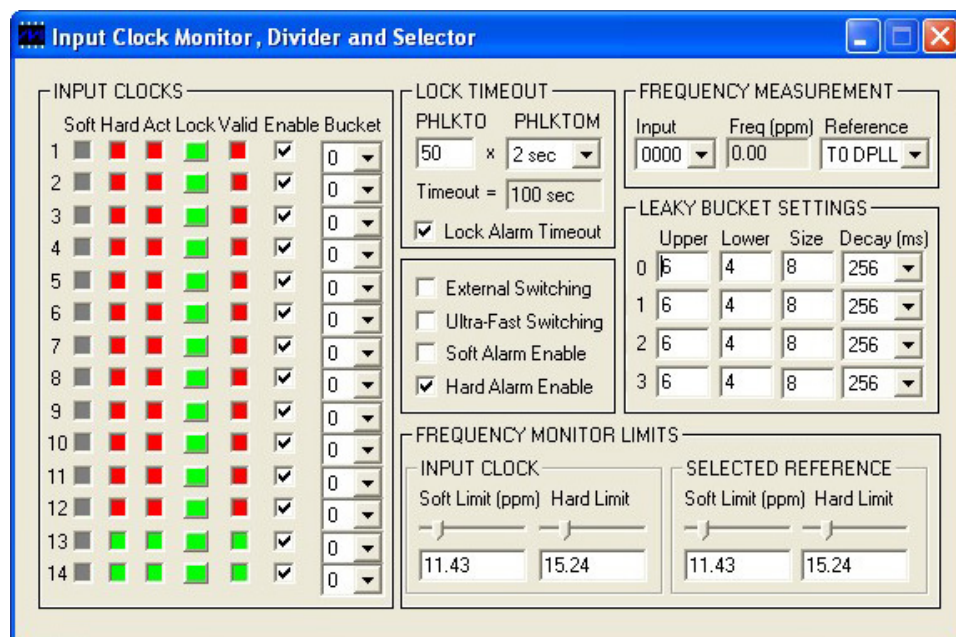 Input Clock Monitor, Divider and Selector
INPUT CLOCKS
Soft Hard Act Lock Valid Enable Bucket
1 0
2 0
3 0
4 0
5 0
6 0
7 0
8 0
9 0
10 0
11 0
12 0
13 0
14 0
LOCK TIMEOUT
PHLKTO PHLKTOM
50 x 2 sec
Timeout = 100 sec
Lock Alarm Timeout
External Switching
Ultra-Fast Switching
Soft Alarm Enable
Hard Alarm Enable
FREQUENCY MEASUREMENT
Input Freq (ppm) Reference
0000 0.00 T0 DPLL
LEAKY BUCKET SETTINGS
Upper Lower Size Decay (ms)
0 6 4 8 256
1 6 4 8 256
2 6 4 8 256
3 6 4 8 256
FREQUENCY MONITOR LIMITS
INPUT CLOCK
Soft Limit (ppm) Hard Limit
11.43 15.24
SELECTED REFERENCE
Soft Limit (ppm) Hard Limit
11.43 15.24